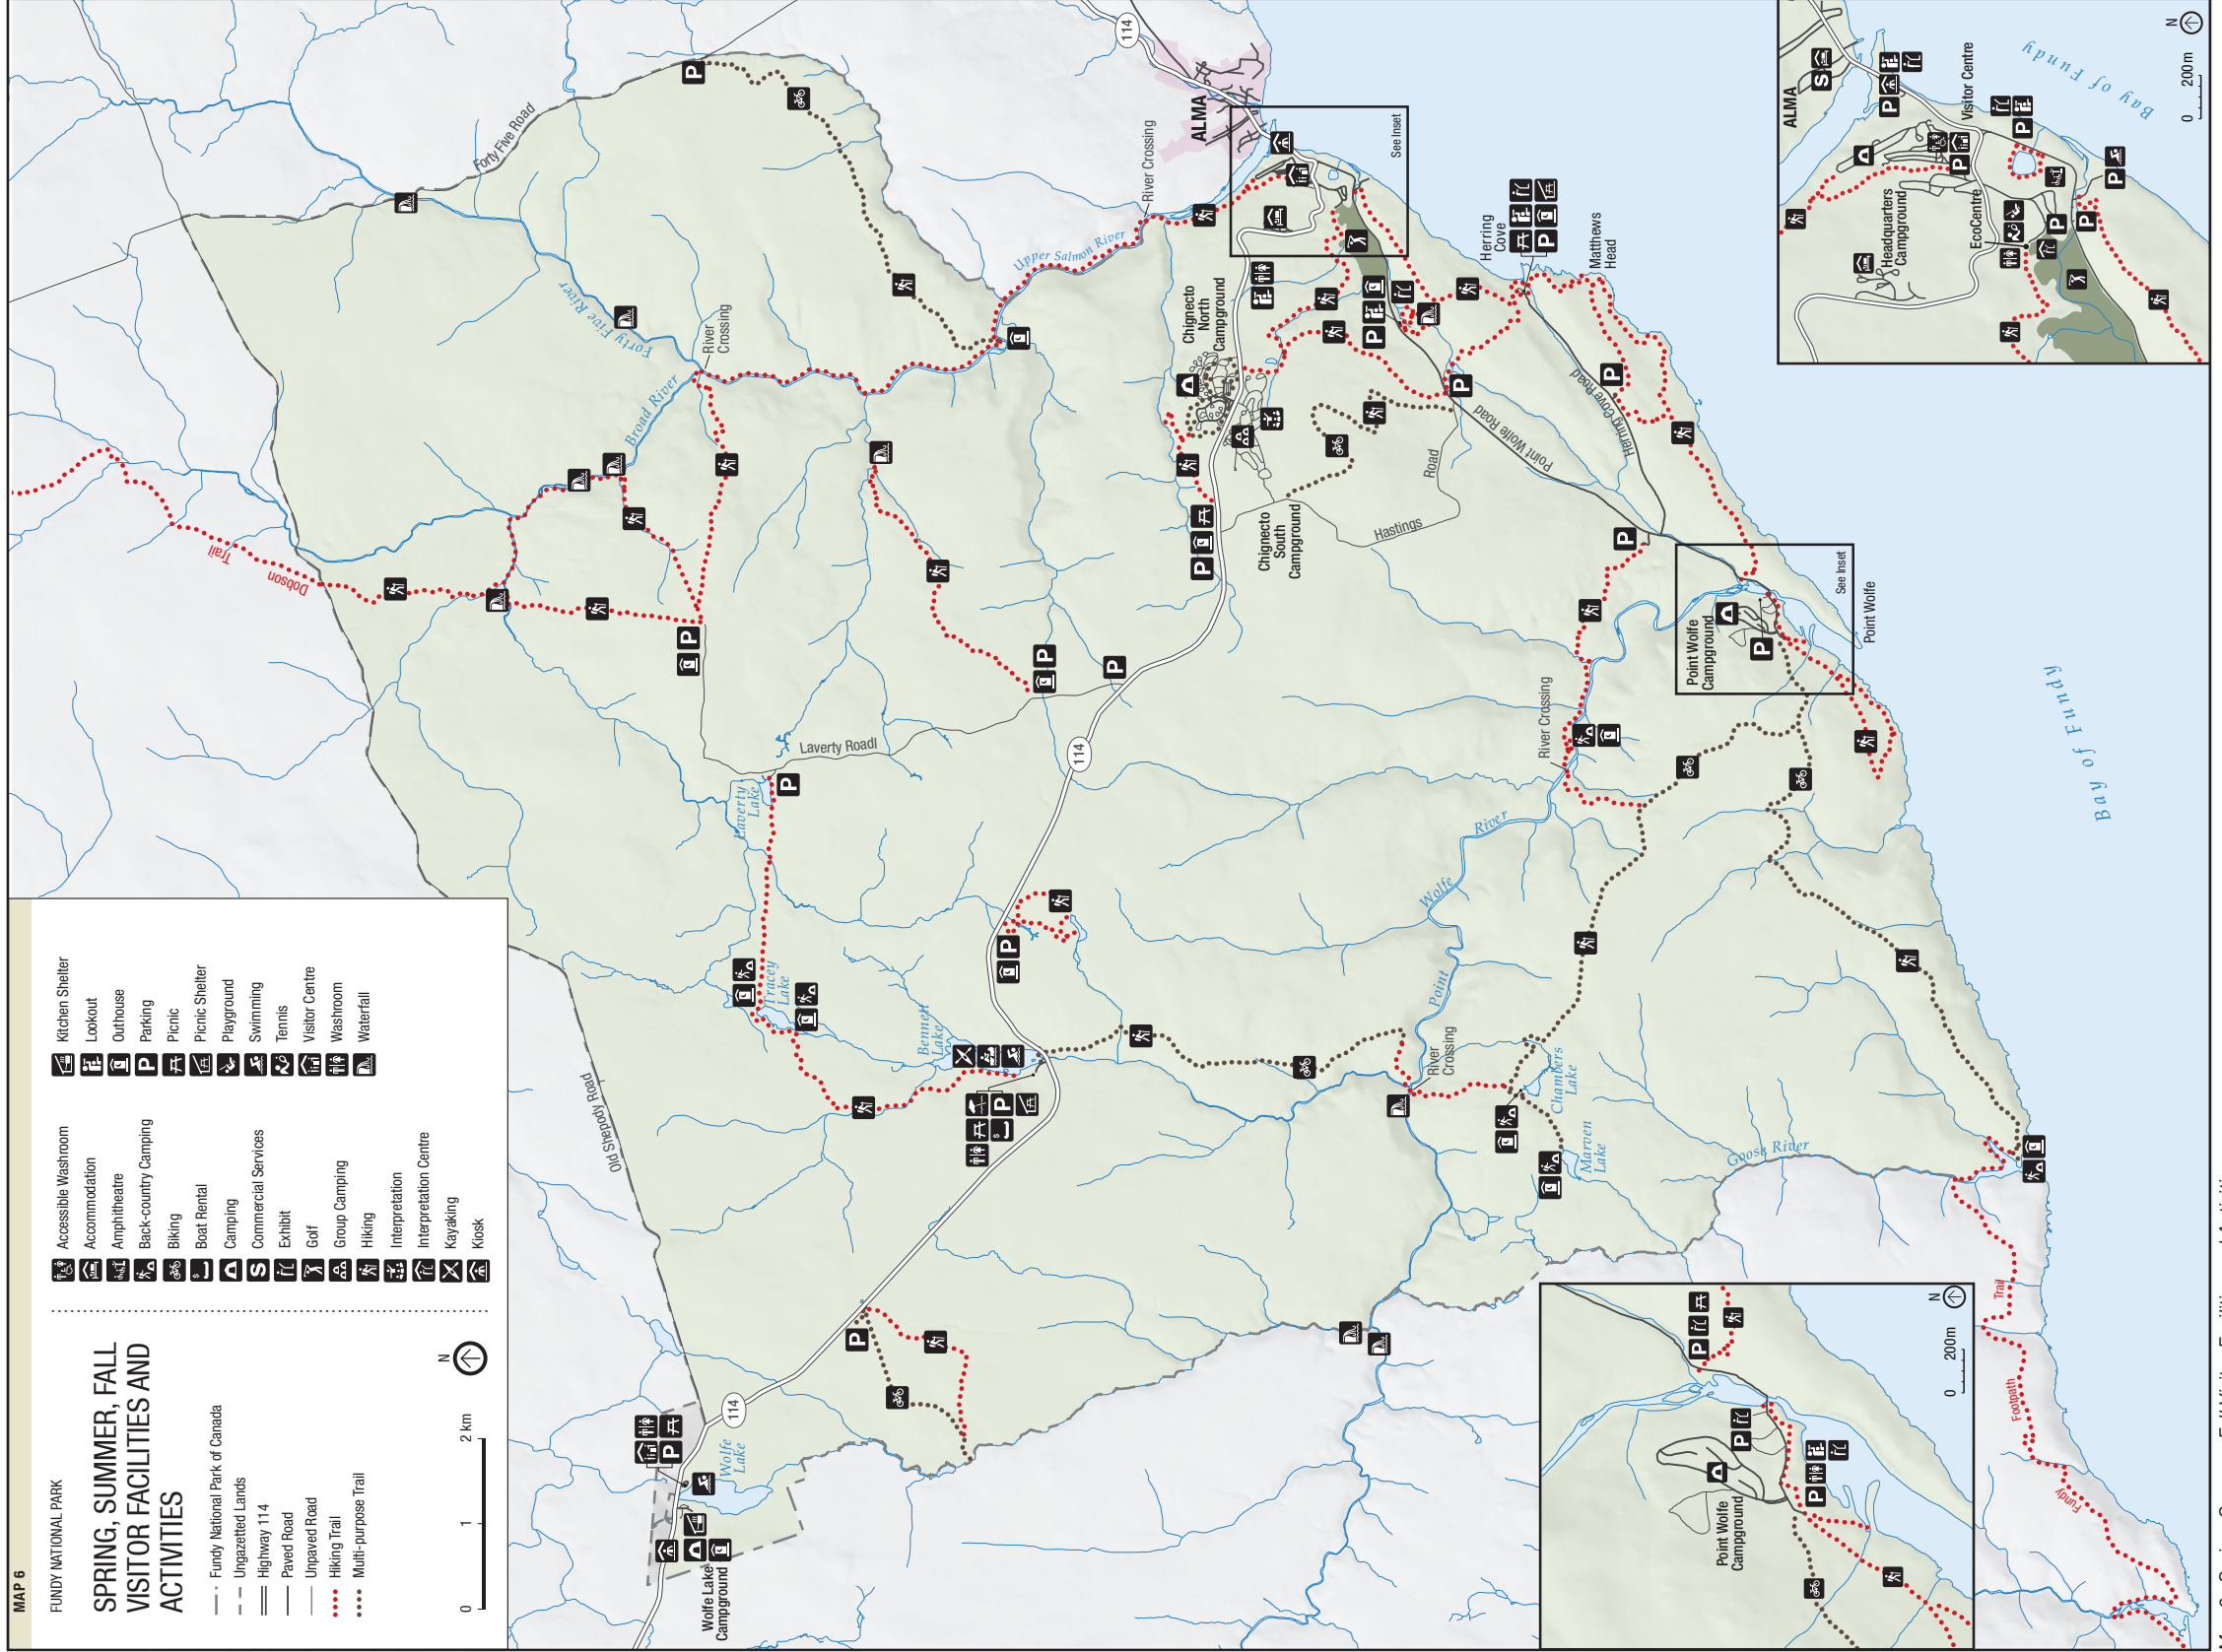 MAP 6
FUNDY NATIONAL PARK
SPRING, SUMMER, FALL
VISITOR FACILITIES AND
ACTIVITIES
Fundy National Park of Canada
Ungazetted Lands
Highway 114
Paved Road
Unpaved Road
Hiking Trail
Multi-purpose Trail
0 1 2 km
N
Accessible Washroom
Accommodation
Amphitheatre
Back-country Camping
Biking
Boat Rental
Camping
Commercial Services
Exhibit
Golf
Group Camping
Hiking
Interpretation
Interpretation Centre
Kayaking
Kiosk
Kitchen Shelter
Lookout
Outhouse
Parking
Picnic
Picnic Shelter
Playground
Swimming
Tennis
Visitor Centre
Washroom
Waterfall
Dobson
Trail
Forty Five Road
Forty Five River
Broad River
River
Crossing
Upper Salmon River
River Crossing
ALMA
114
See Inset
Old Shepody Road
Laverty
Lake
Laverty Roadl
Tracey
Lake
Bennett
Lake
114
114
Wolfe
Lake
Wolfe Lake
Campground
Chignecto
North
Campground
Chignecto
South
Campground
Hastings
Road
Point Wolfe Road
Herring Cove Road
Herring
Cove
Matthews
Head
River Crossing
Point
Wolfe
River
River
Crossing
Chambers
Lake
Marven
Lake
Goose River
Point Wolfe
Campground
See Inset
Point Wolfe
Bay of Fundy
Fundy
Footpath
Trail
Point Wolfe
Campground
0 200m
N
ALMA
Headquarters
Campground
EcoCentre
Visitor Centre
Bay of Fundy
0 200m
N